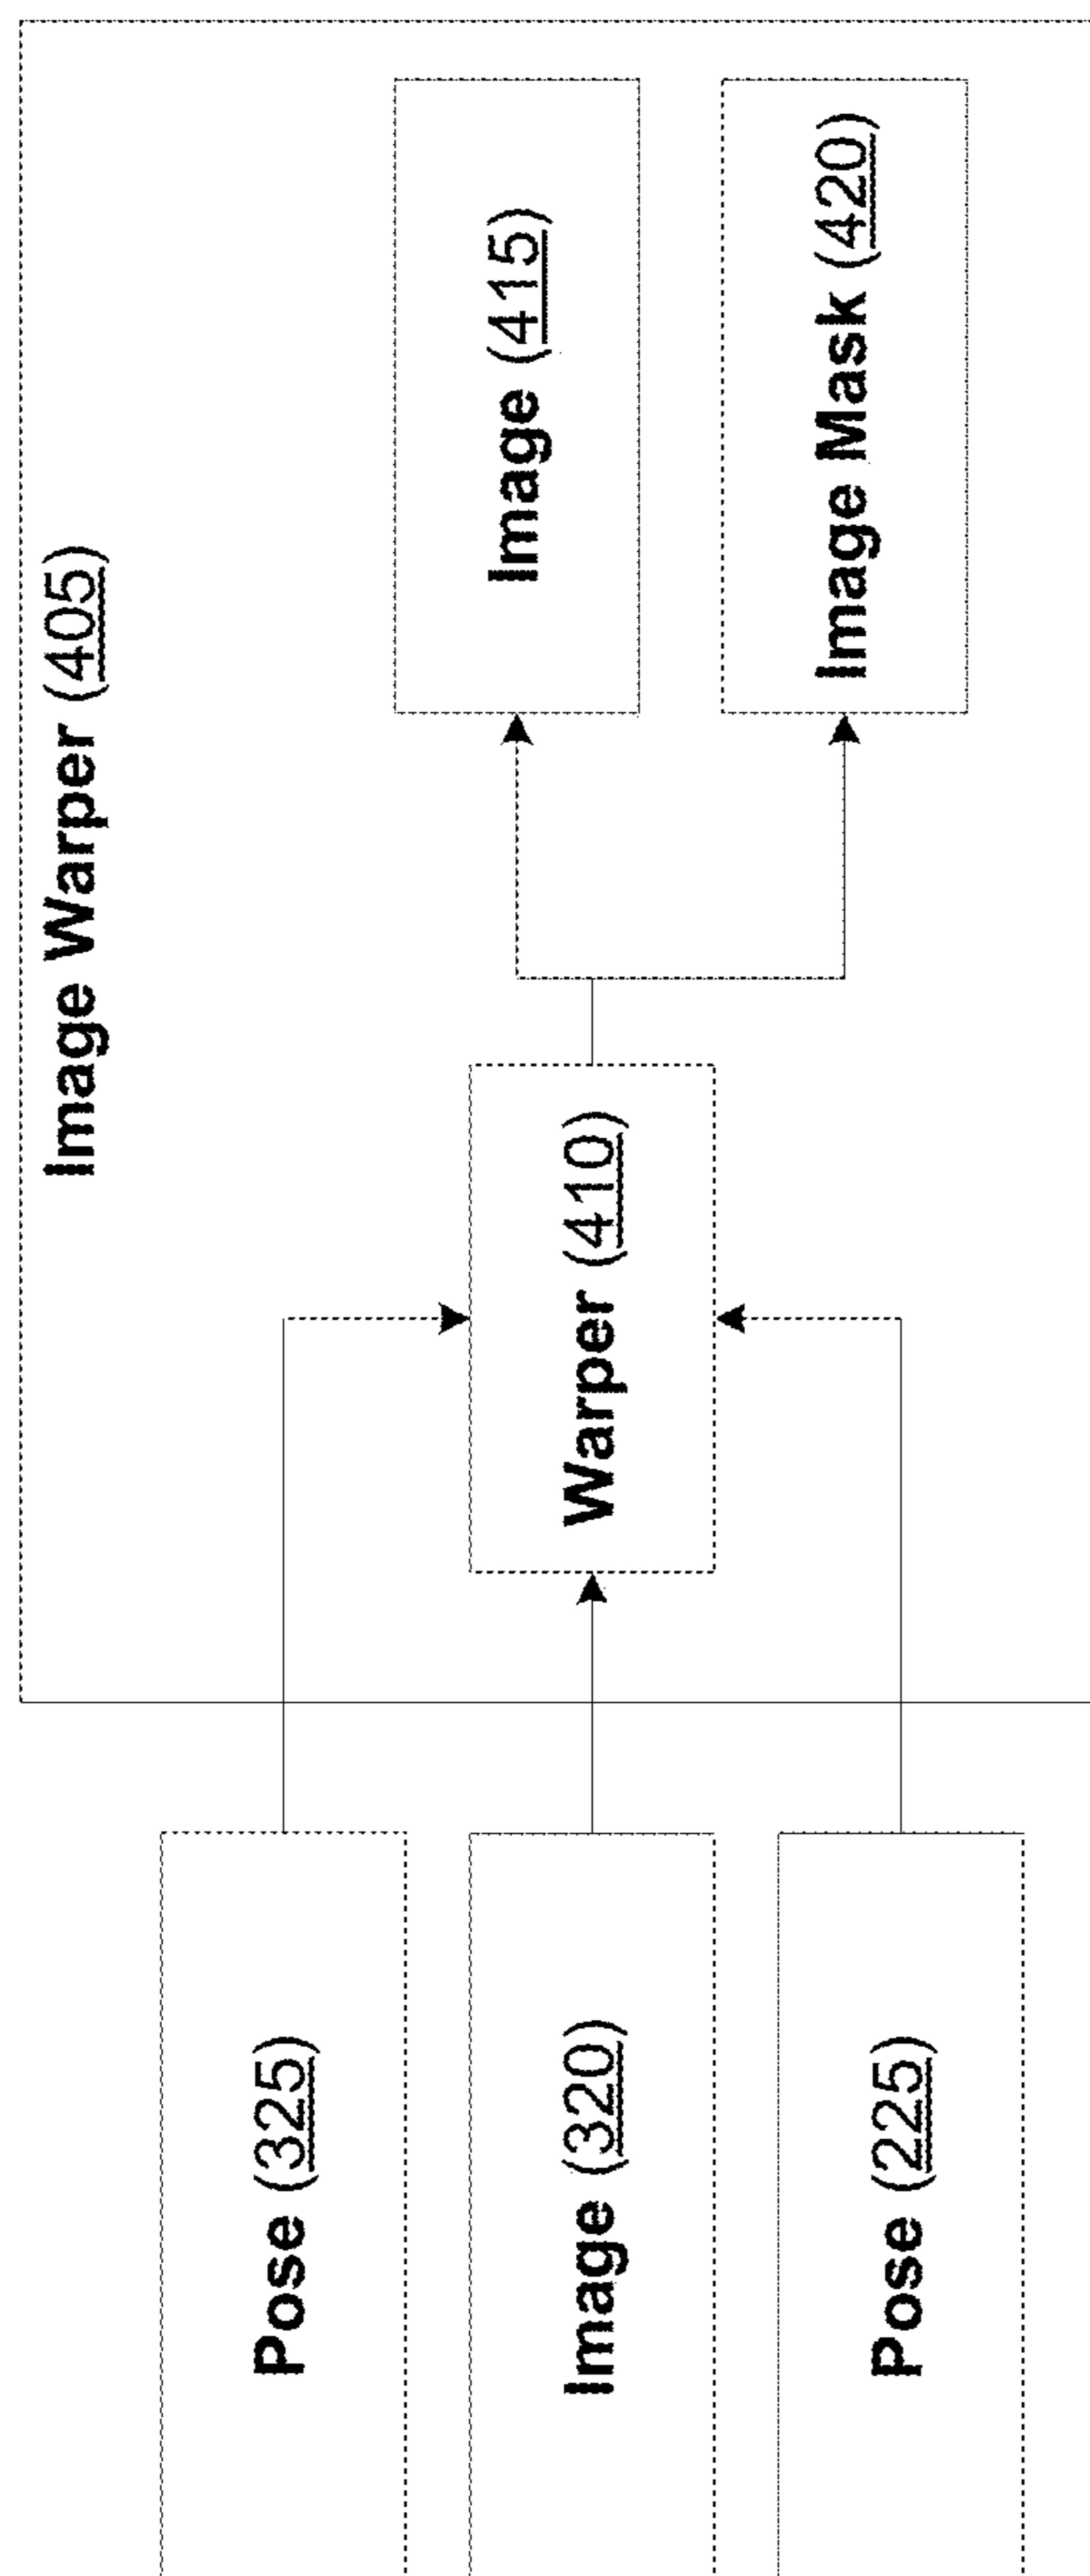 Image Warper (405)
Pose (325)
Image (320)
Pose (225)
Warper (410)
Image (415)
Image Mask (420)